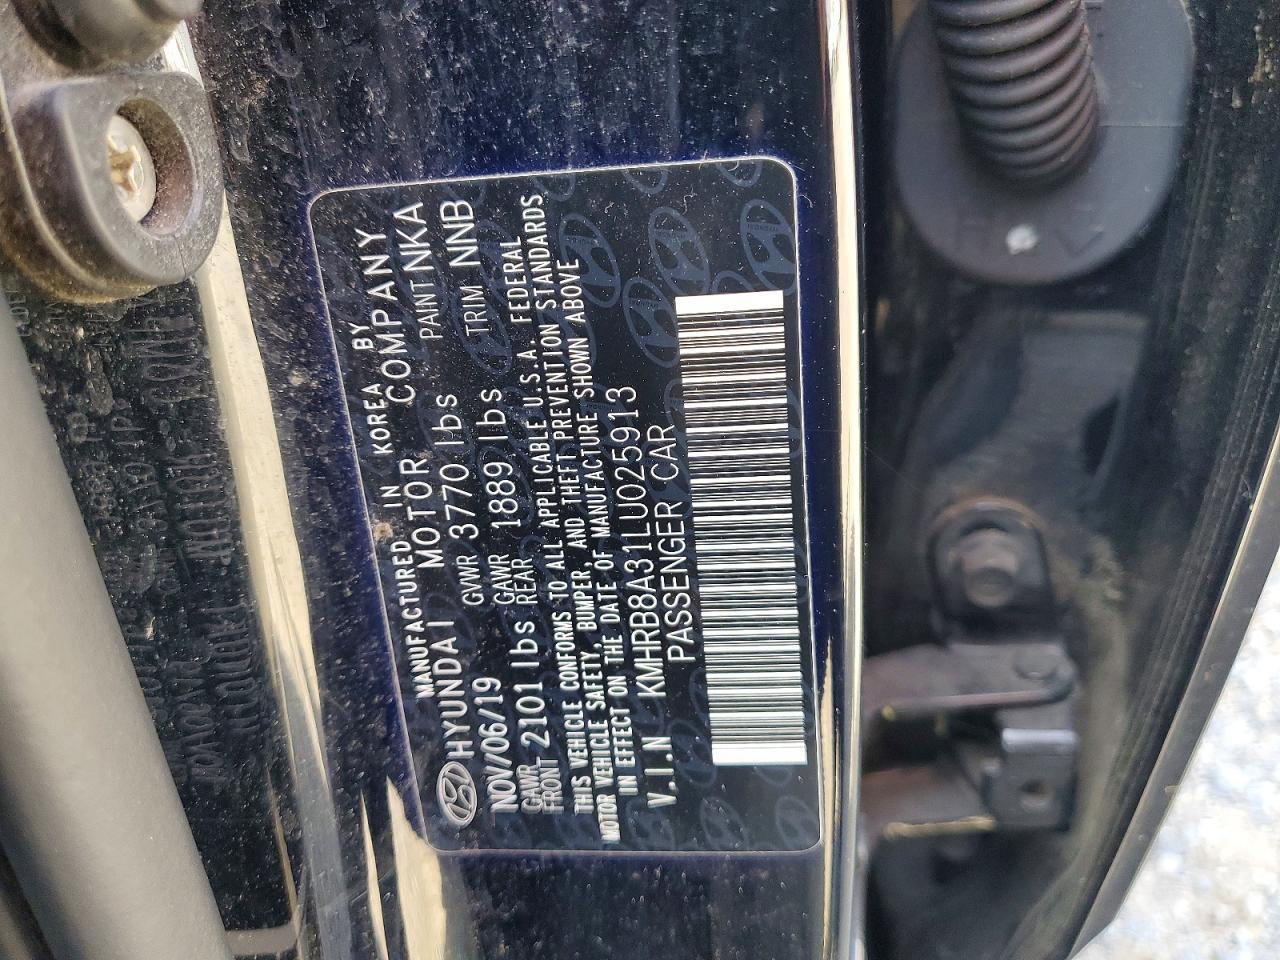 MANUFACTURED IN KOREA BY
HYUNDAI MOTOR COMPANY
NOV/06/19 GVWR 3770 lbs PAINT NKA
GAWR FRONT 2101 lbs GAWR REAR 1889 lbs TRIM NNB
THIS VEHICLE CONFORMS TO ALL APPLICABLE U.S.A. FEDERAL
MOTOR VEHICLE SAFETY, BUMPER, AND THEFT PREVENTION STANDARDS
IN EFFECT ON THE DATE OF MANUFACTURE SHOWN ABOVE
V.I.N KMHRB8A31LU025913
PASSENGER CAR